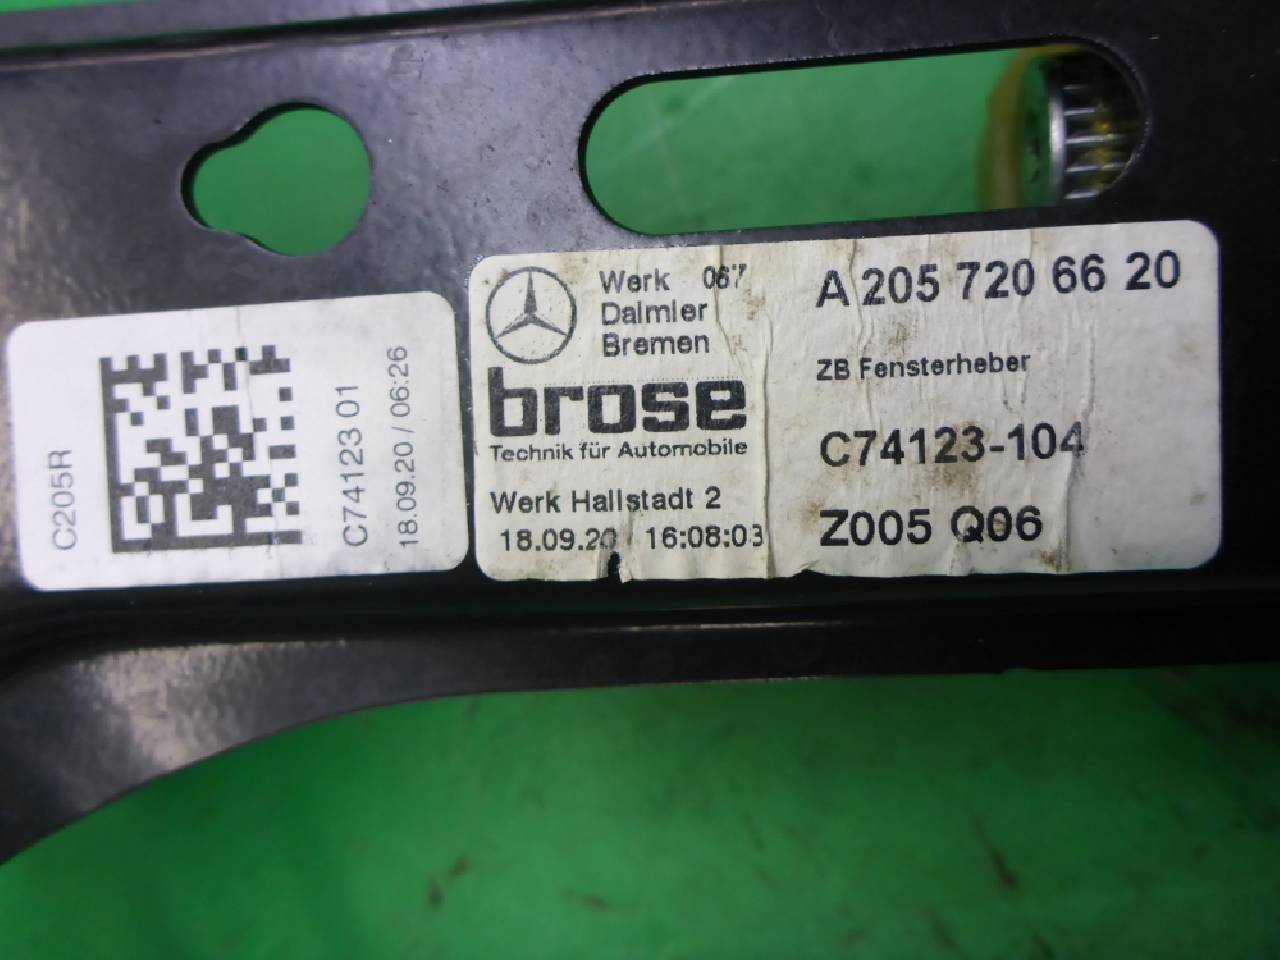 C205R
C74123 01
18.09.20 / 06:26
Werk 067
Daimler
Bremen
brose
Technik für Automobile
Werk Hallstadt 2
18.09.20 / 16:08:03
A 205 720 66 20
ZB Fensterheber
C74123-104
Z005 Q06